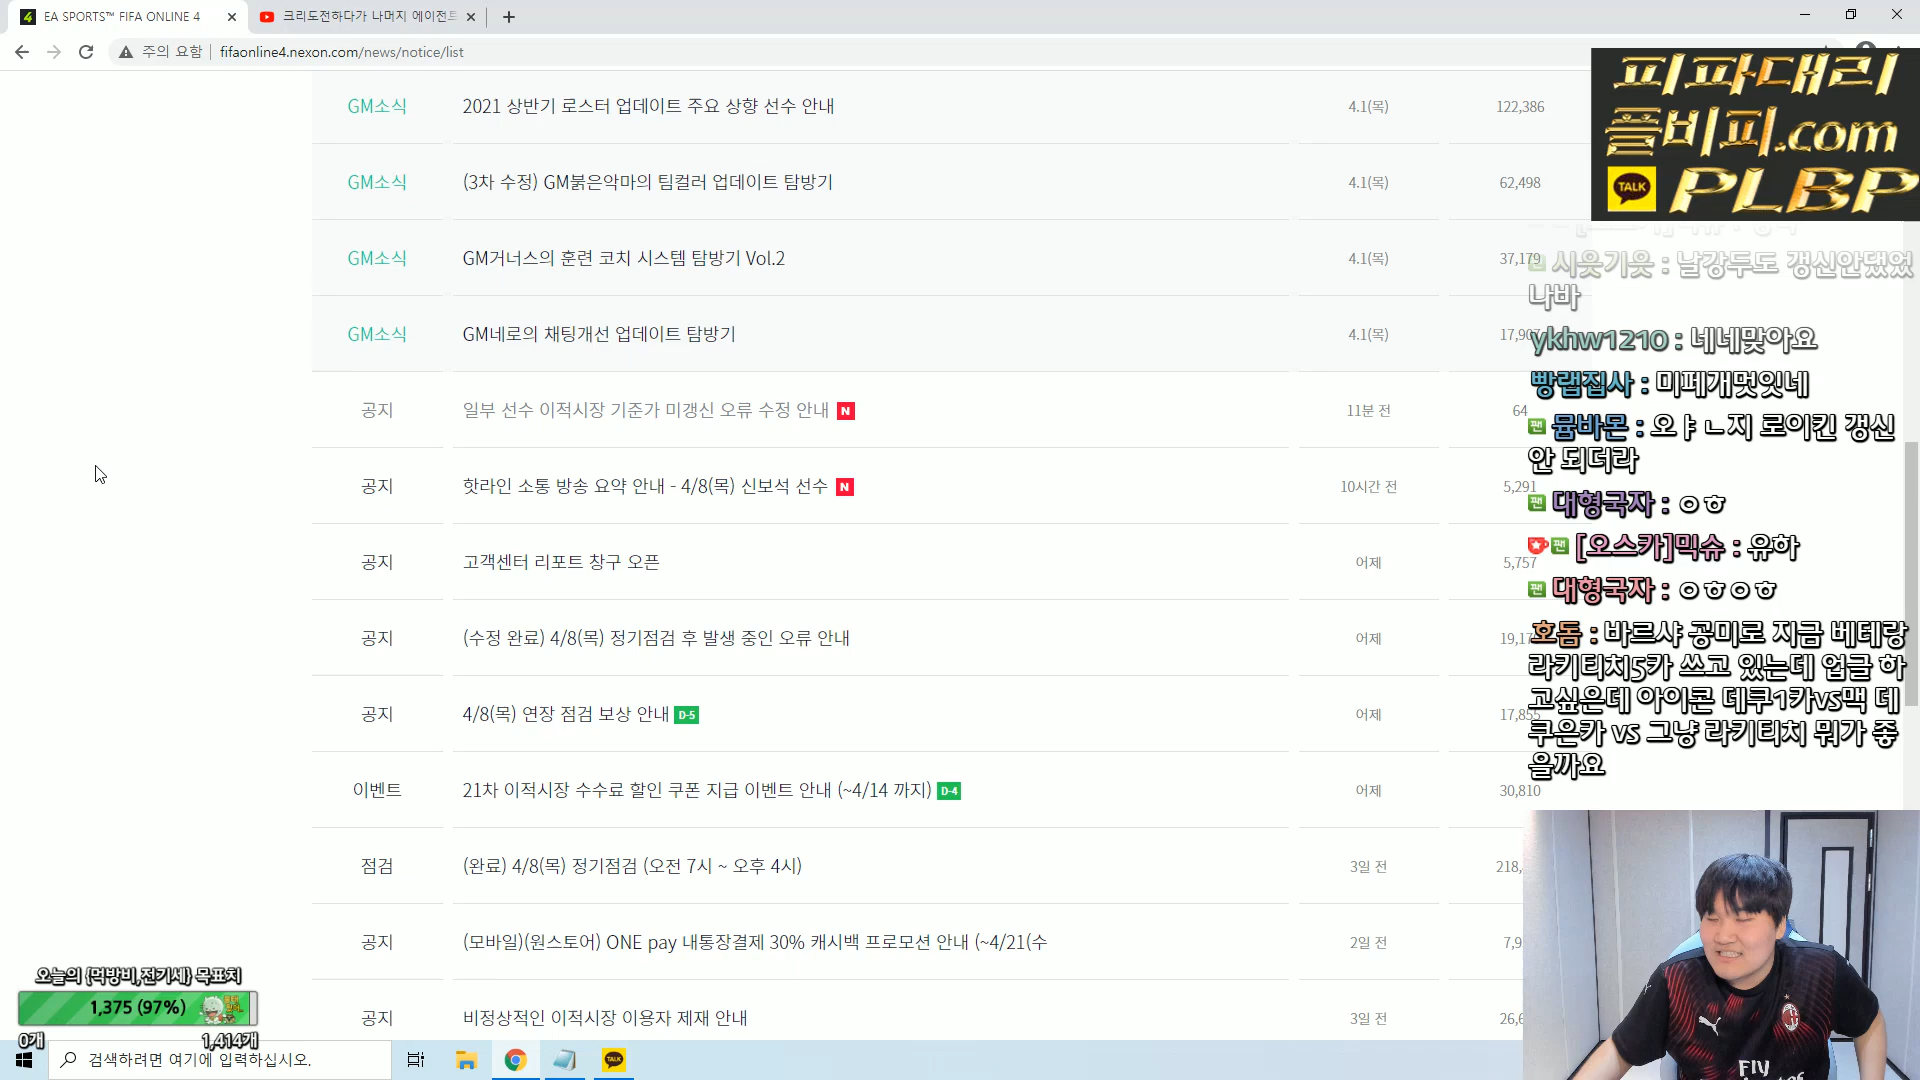 EA SPORTS™ FIFA ONLINE 4
크리도전하다가 나머지 에이전트
주의 요함
fifaonline4.nexon.com/news/notice/list
GM소식 2021 상반기 로스터 업데이트 주요 상향 선수 안내 4.1(목) 122,386
GM소식 (3차 수정) GM붉은악마의 팀컬러 업데이트 탐방기 4.1(목) 62,498
GM소식 GM거너스의 훈련 코치 시스템 탐방기 Vol.2 4.1(목) 37,179
GM소식 GM네로의 채팅개선 업데이트 탐방기 4.1(목)
공지 일부 선수 이적시장 기준가 미갱신 오류 수정 안내 N 11분 전 64
공지 핫라인 소통 방송 요약 안내 - 4/8(목) 신보석 선수 N 10시간 전 5,291
공지 고객센터 리포트 창구 오픈 어제 5,757
공지 (수정 완료) 4/8(목) 정기점검 후 발생 중인 오류 안내 어제
공지 4/8(목) 연장 점검 보상 안내 D-5 어제 17,855
이벤트 21차 이적시장 수수료 할인 쿠폰 지급 이벤트 안내 (~4/14 까지) D-4 어제 30,810
점검 (완료) 4/8(목) 정기점검 (오전 7시 ~ 오후 4시) 3일 전
공지 (모바일)(원스토어) ONE pay 내통장결제 30% 캐시백 프로모션 안내 (~4/21(수 2일 전
공지 비정상적인 이적시장 이용자 제재 안내 3일 전
피파대리
플비피.com
TALK PLBP
팬 시읏기읏 : 날강두도 갱신안댔었
나바
ykhw1210 : 네네맞아요
빵랩집사 : 미페개멋잇네
팬 뮴바몬 : 오ㅑㄴ지 로이킨 갱신
안 되더라
팬 대형국자 : ㅇㅎ
팬 [오스카]믹슈 : 유하
팬 대형국자 : ㅇㅎㅇㅎ
호돔 : 바르샤 공미로 지금 베테랑
라키티치5카 쓰고 있는데 업글 하
고싶은데 아이콘 데쿠1카vs맥 데
쿠은카 vs 그냥 라키티치 뭐가 좋
을까요
오늘의 {먹방비,전기세} 목표치
1,375 (97%)
0개 1,414개
검색하려면 여기에 입력하십시오.
TALK